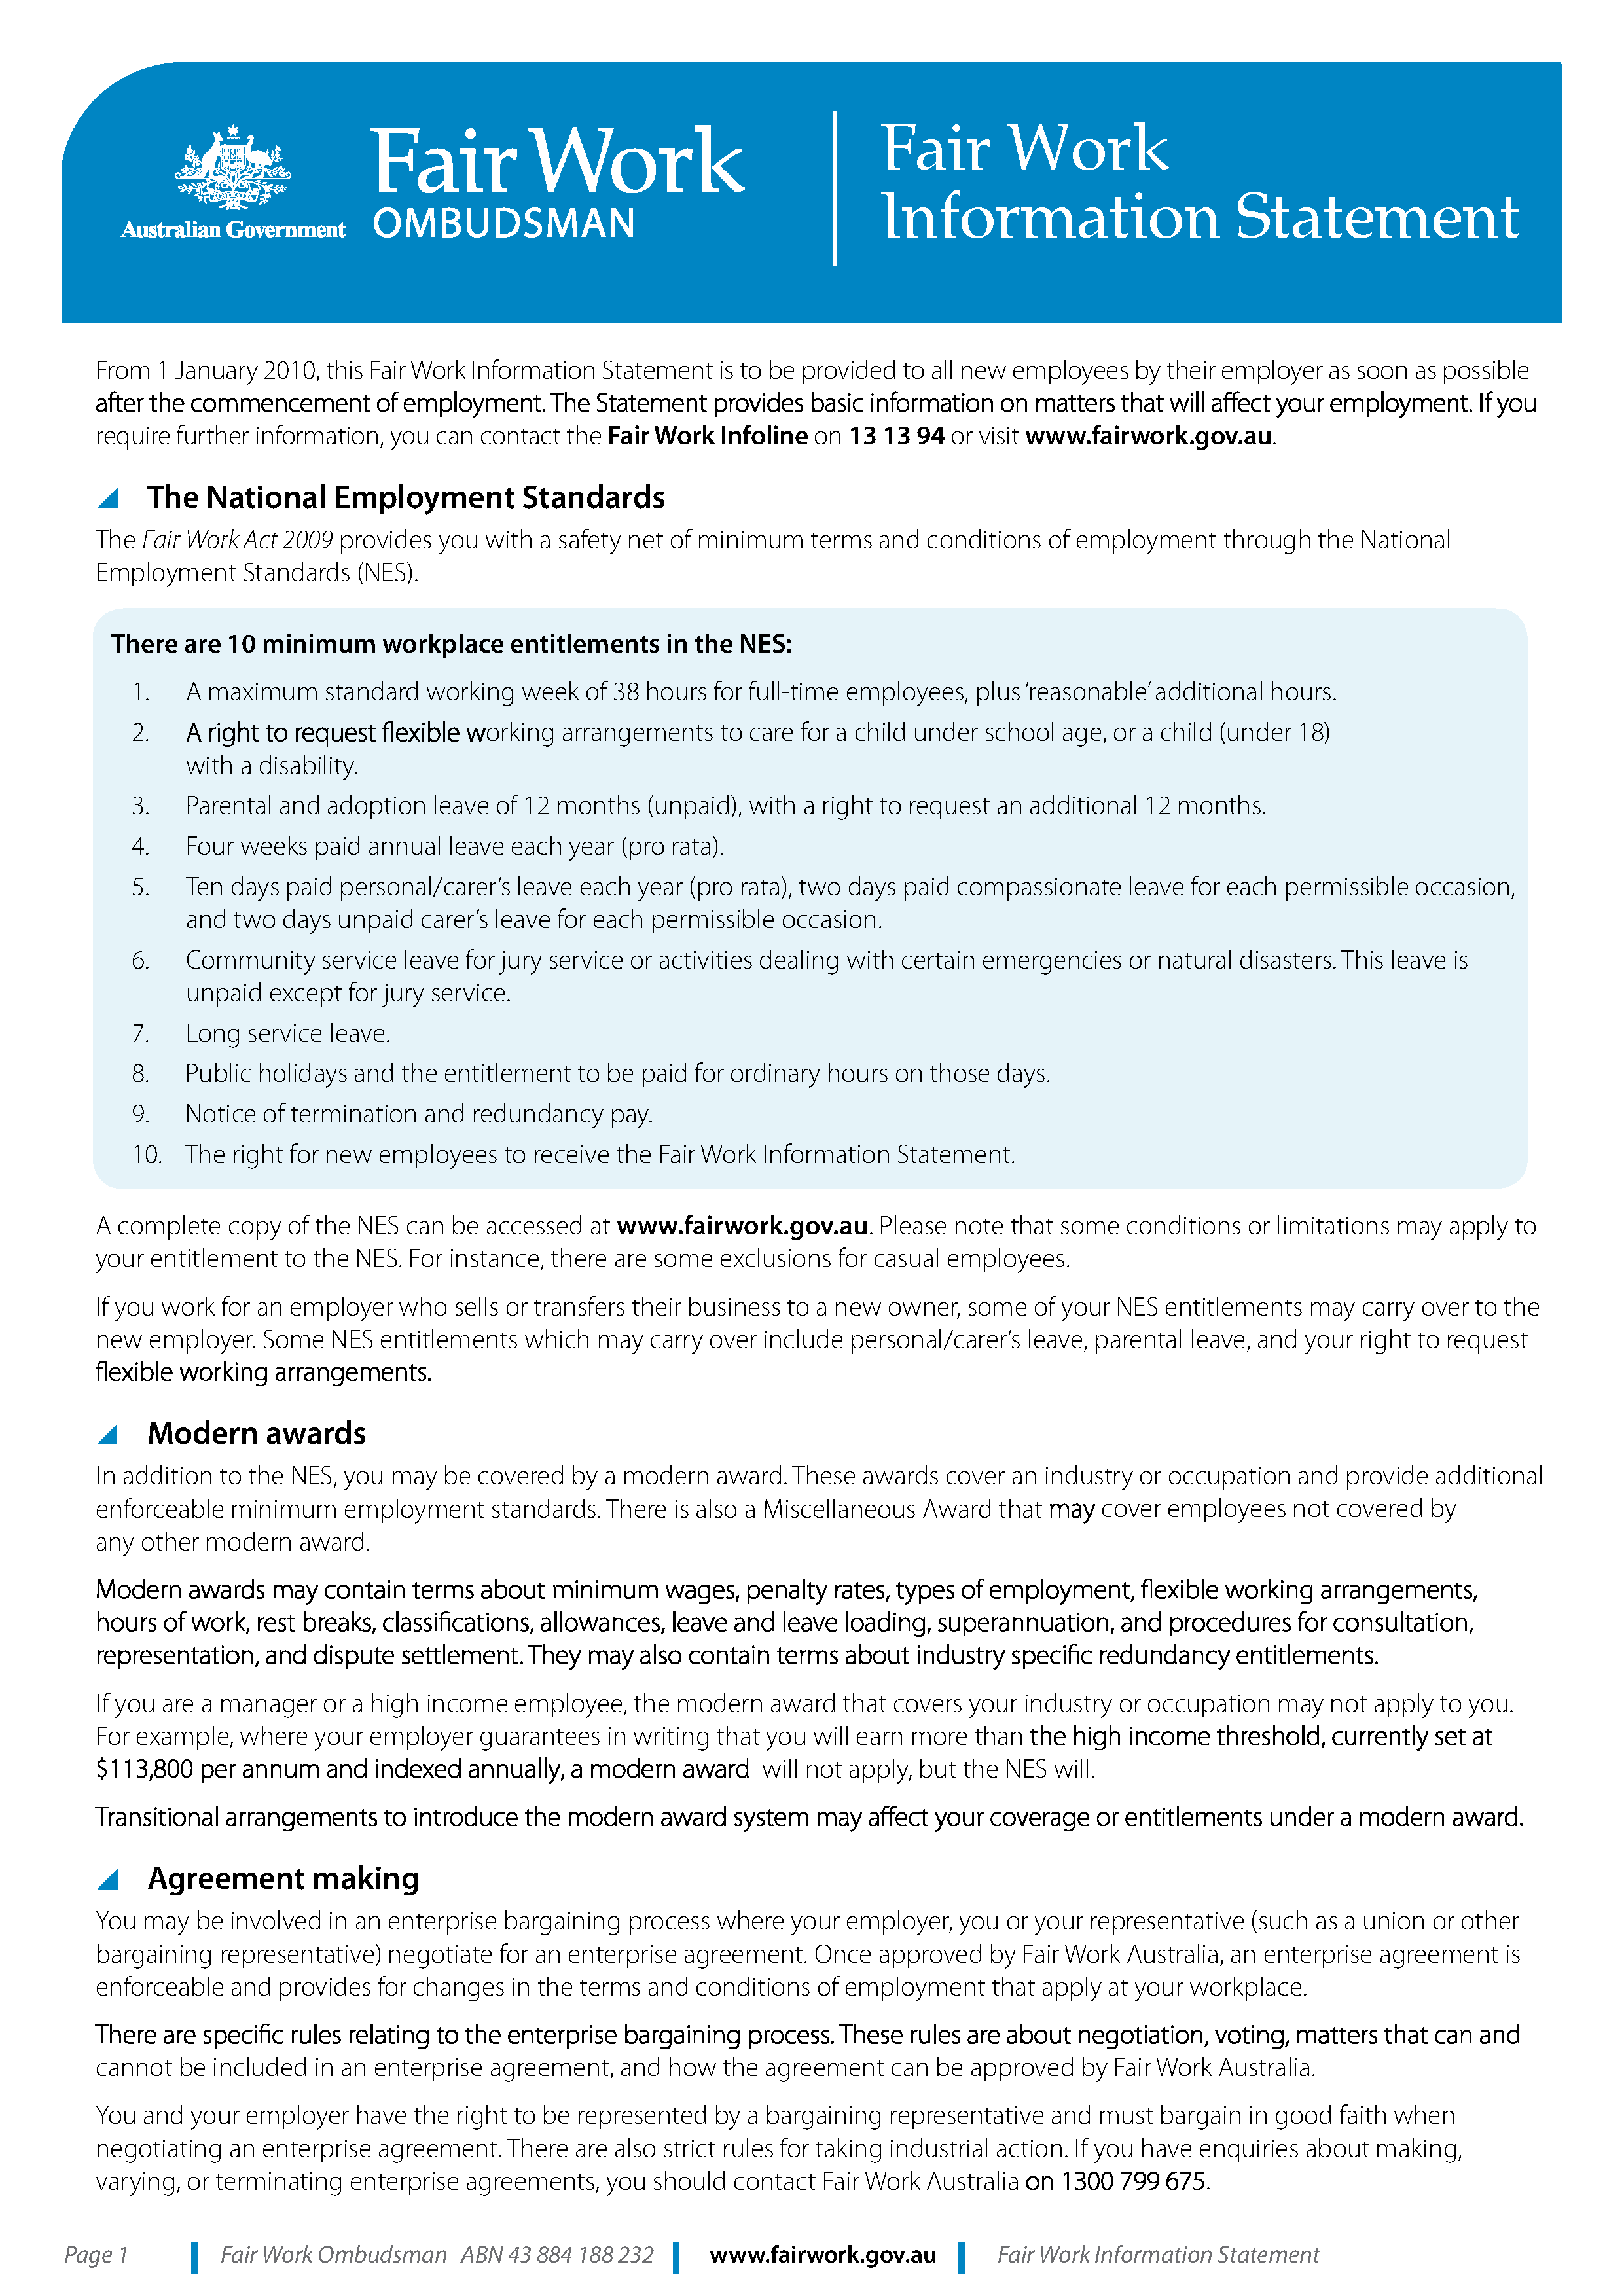 Australian Government
Fair Work
OMBUDSMAN
Fair Work
Information Statement
From 1 January 2010, this Fair Work Information Statement is to be provided to all new employees by their employer as soon as possible
after the commencement of employment. The Statement provides basic information on matters that will affect your employment. If you
require further information, you can contact the Fair Work Infoline on 13 13 94 or visit www.fairwork.gov.au.
The National Employment Standards
The Fair Work Act 2009 provides you with a safety net of minimum terms and conditions of employment through the National
Employment Standards (NES).
There are 10 minimum workplace entitlements in the NES:
1. A maximum standard working week of 38 hours for full-time employees, plus ‘reasonable’ additional hours.
2. A right to request flexible working arrangements to care for a child under school age, or a child (under 18)
with a disability.
3. Parental and adoption leave of 12 months (unpaid), with a right to request an additional 12 months.
4. Four weeks paid annual leave each year (pro rata).
5. Ten days paid personal/carer’s leave each year (pro rata), two days paid compassionate leave for each permissible occasion,
and two days unpaid carer’s leave for each permissible occasion.
6. Community service leave for jury service or activities dealing with certain emergencies or natural disasters. This leave is
unpaid except for jury service.
7. Long service leave.
8. Public holidays and the entitlement to be paid for ordinary hours on those days.
9. Notice of termination and redundancy pay.
10. The right for new employees to receive the Fair Work Information Statement.
A complete copy of the NES can be accessed at www.fairwork.gov.au. Please note that some conditions or limitations may apply to
your entitlement to the NES. For instance, there are some exclusions for casual employees.
If you work for an employer who sells or transfers their business to a new owner, some of your NES entitlements may carry over to the
new employer. Some NES entitlements which may carry over include personal/carer’s leave, parental leave, and your right to request
flexible working arrangements.
Modern awards
In addition to the NES, you may be covered by a modern award. These awards cover an industry or occupation and provide additional
enforceable minimum employment standards. There is also a Miscellaneous Award that may cover employees not covered by
any other modern award.
Modern awards may contain terms about minimum wages, penalty rates, types of employment, flexible working arrangements,
hours of work, rest breaks, classifications, allowances, leave and leave loading, superannuation, and procedures for consultation,
representation, and dispute settlement. They may also contain terms about industry specific redundancy entitlements.
If you are a manager or a high income employee, the modern award that covers your industry or occupation may not apply to you.
For example, where your employer guarantees in writing that you will earn more than the high income threshold, currently set at
$113,800 per annum and indexed annually, a modern award will not apply, but the NES will.
Transitional arrangements to introduce the modern award system may affect your coverage or entitlements under a modern award.
Agreement making
You may be involved in an enterprise bargaining process where your employer, you or your representative (such as a union or other
bargaining representative) negotiate for an enterprise agreement. Once approved by Fair Work Australia, an enterprise agreement is
enforceable and provides for changes in the terms and conditions of employment that apply at your workplace.
There are specific rules relating to the enterprise bargaining process. These rules are about negotiation, voting, matters that can and
cannot be included in an enterprise agreement, and how the agreement can be approved by Fair Work Australia.
You and your employer have the right to be represented by a bargaining representative and must bargain in good faith when
negotiating an enterprise agreement. There are also strict rules for taking industrial action. If you have enquiries about making,
varying, or terminating enterprise agreements, you should contact Fair Work Australia on 1300 799 675.
Page 1 Fair Work Ombudsman ABN 43 884 188 232 www.fairwork.gov.au Fair Work Information Statement